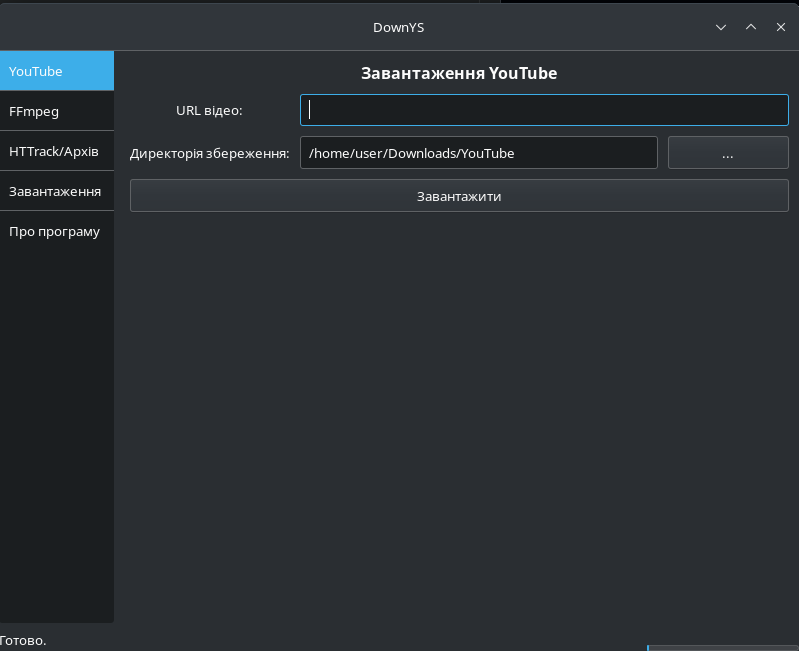 DownYS
YouTube
FFmpeg
HTTrack/Архів
Завантаження
Про програму
Завантаження YouTube
URL відео:
Директорія збереження: /home/user/Downloads/YouTube ...
Завантажити
Готово.